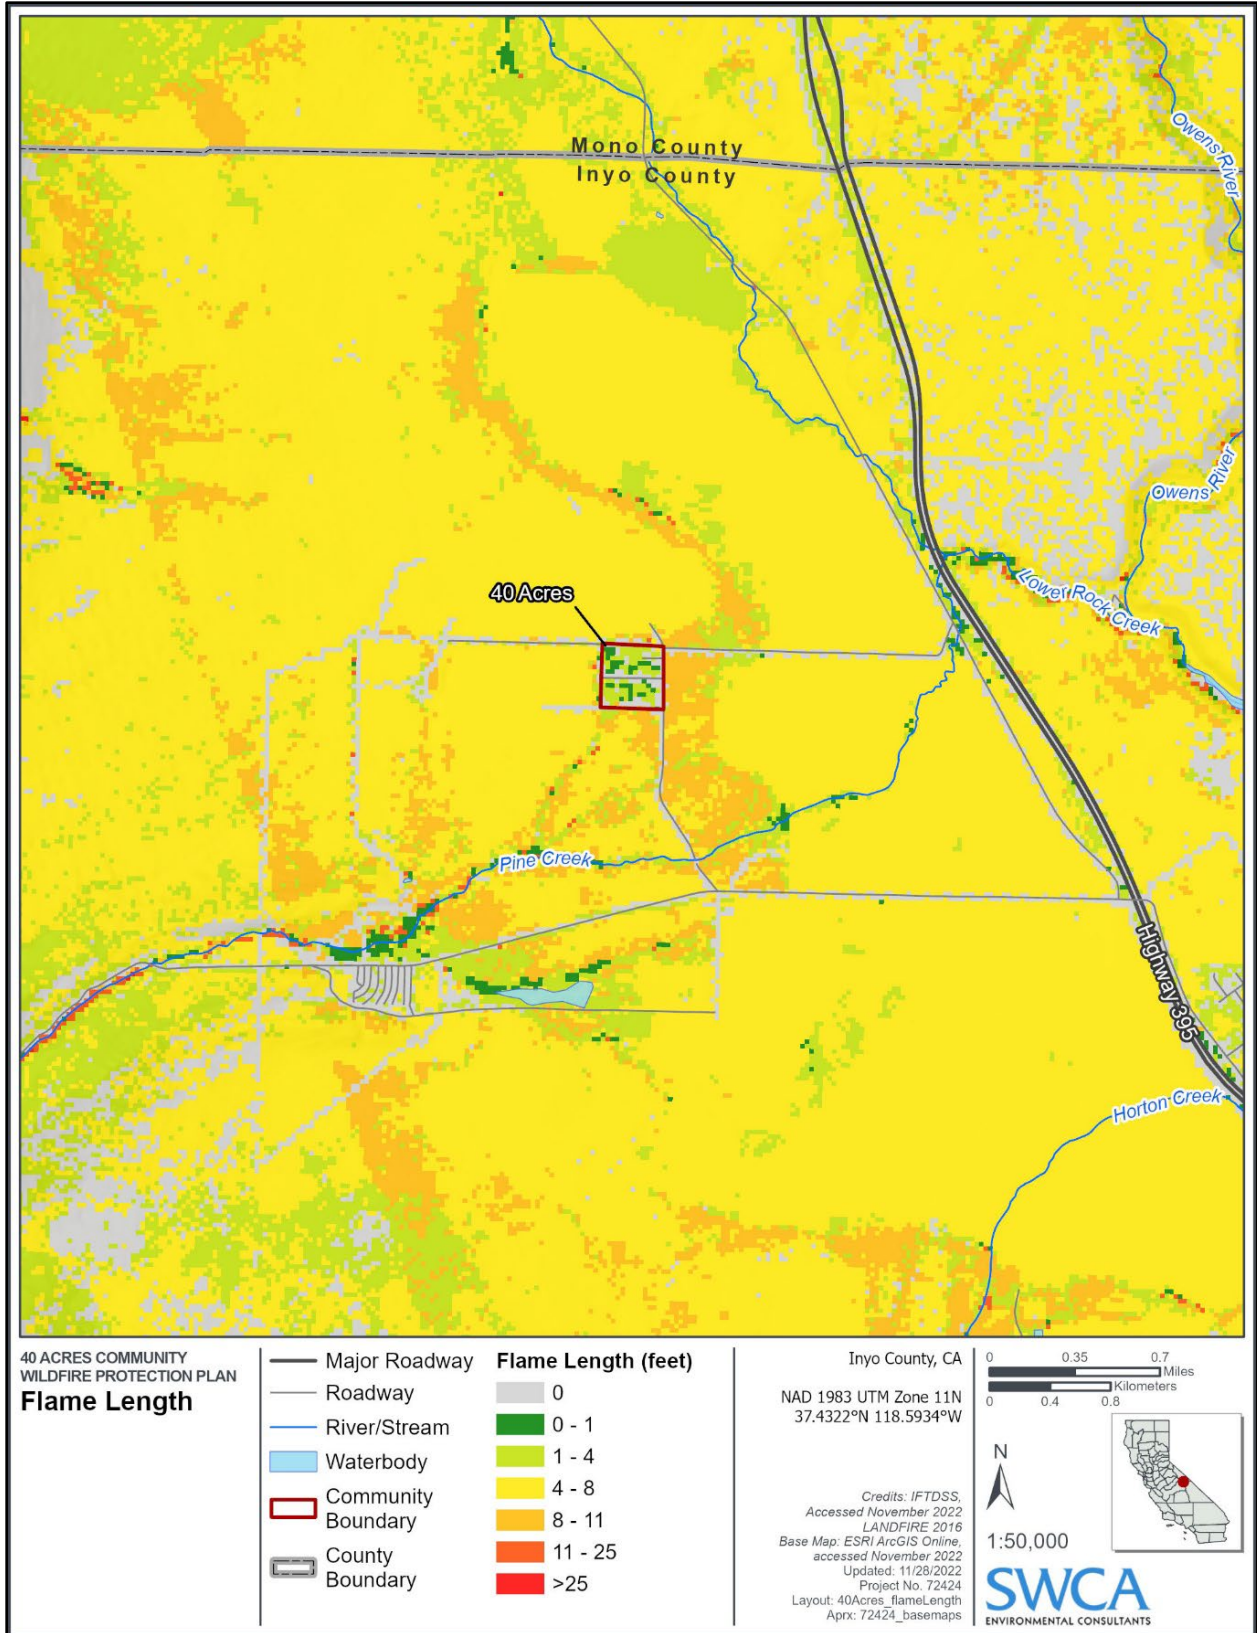 Mono County
Inyo County
Owens River
Owens River
Lower Rock Creek
40 Acres
Pine Creek
Highway 395
Horton Creek
40 ACRES COMMUNITY
WILDFIRE PROTECTION PLAN
Flame Length
Major Roadway
Roadway
River/Stream
Waterbody
Community
Boundary
County
Boundary
Flame Length (feet)
0
0 - 1
1 - 4
4 - 8
8 - 11
11 - 25
>25
Inyo County, CA
NAD 1983 UTM Zone 11N
37.4322°N 118.5934°W
Credits: IFTDSS,
Accessed November 2022
LANDFIRE 2016
Base Map: ESRI ArcGIS Online,
accessed November 2022
Updated: 11/28/2022
Project No. 72424
Layout: 40Acres_flameLength
Aprx: 72424_basemaps
0 0.35 0.7
Miles
Kilometers
0 0.4 0.8
N
1:50,000
SWCA
ENVIRONMENTAL CONSULTANTS